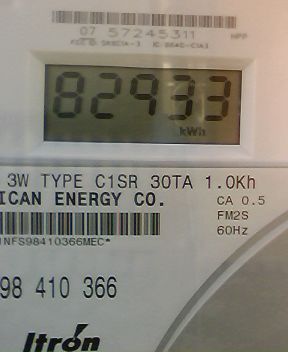 07 57245311 NPP
82933
kWh
3W TYPE C1SR 30TA 1.0Kh
ICAN ENERGY CO.
CA 0.5
FM2S
60Hz
INFS98410366MEC*
98 410 366
Itron